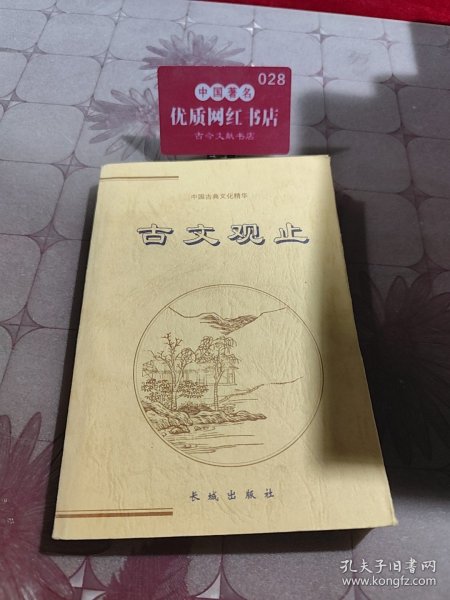 028
中国著名
优质网红书店
古今文献书店
中国古典文化精华
古文观止
长城出版社
孔夫子旧书网
www.kongfz.com